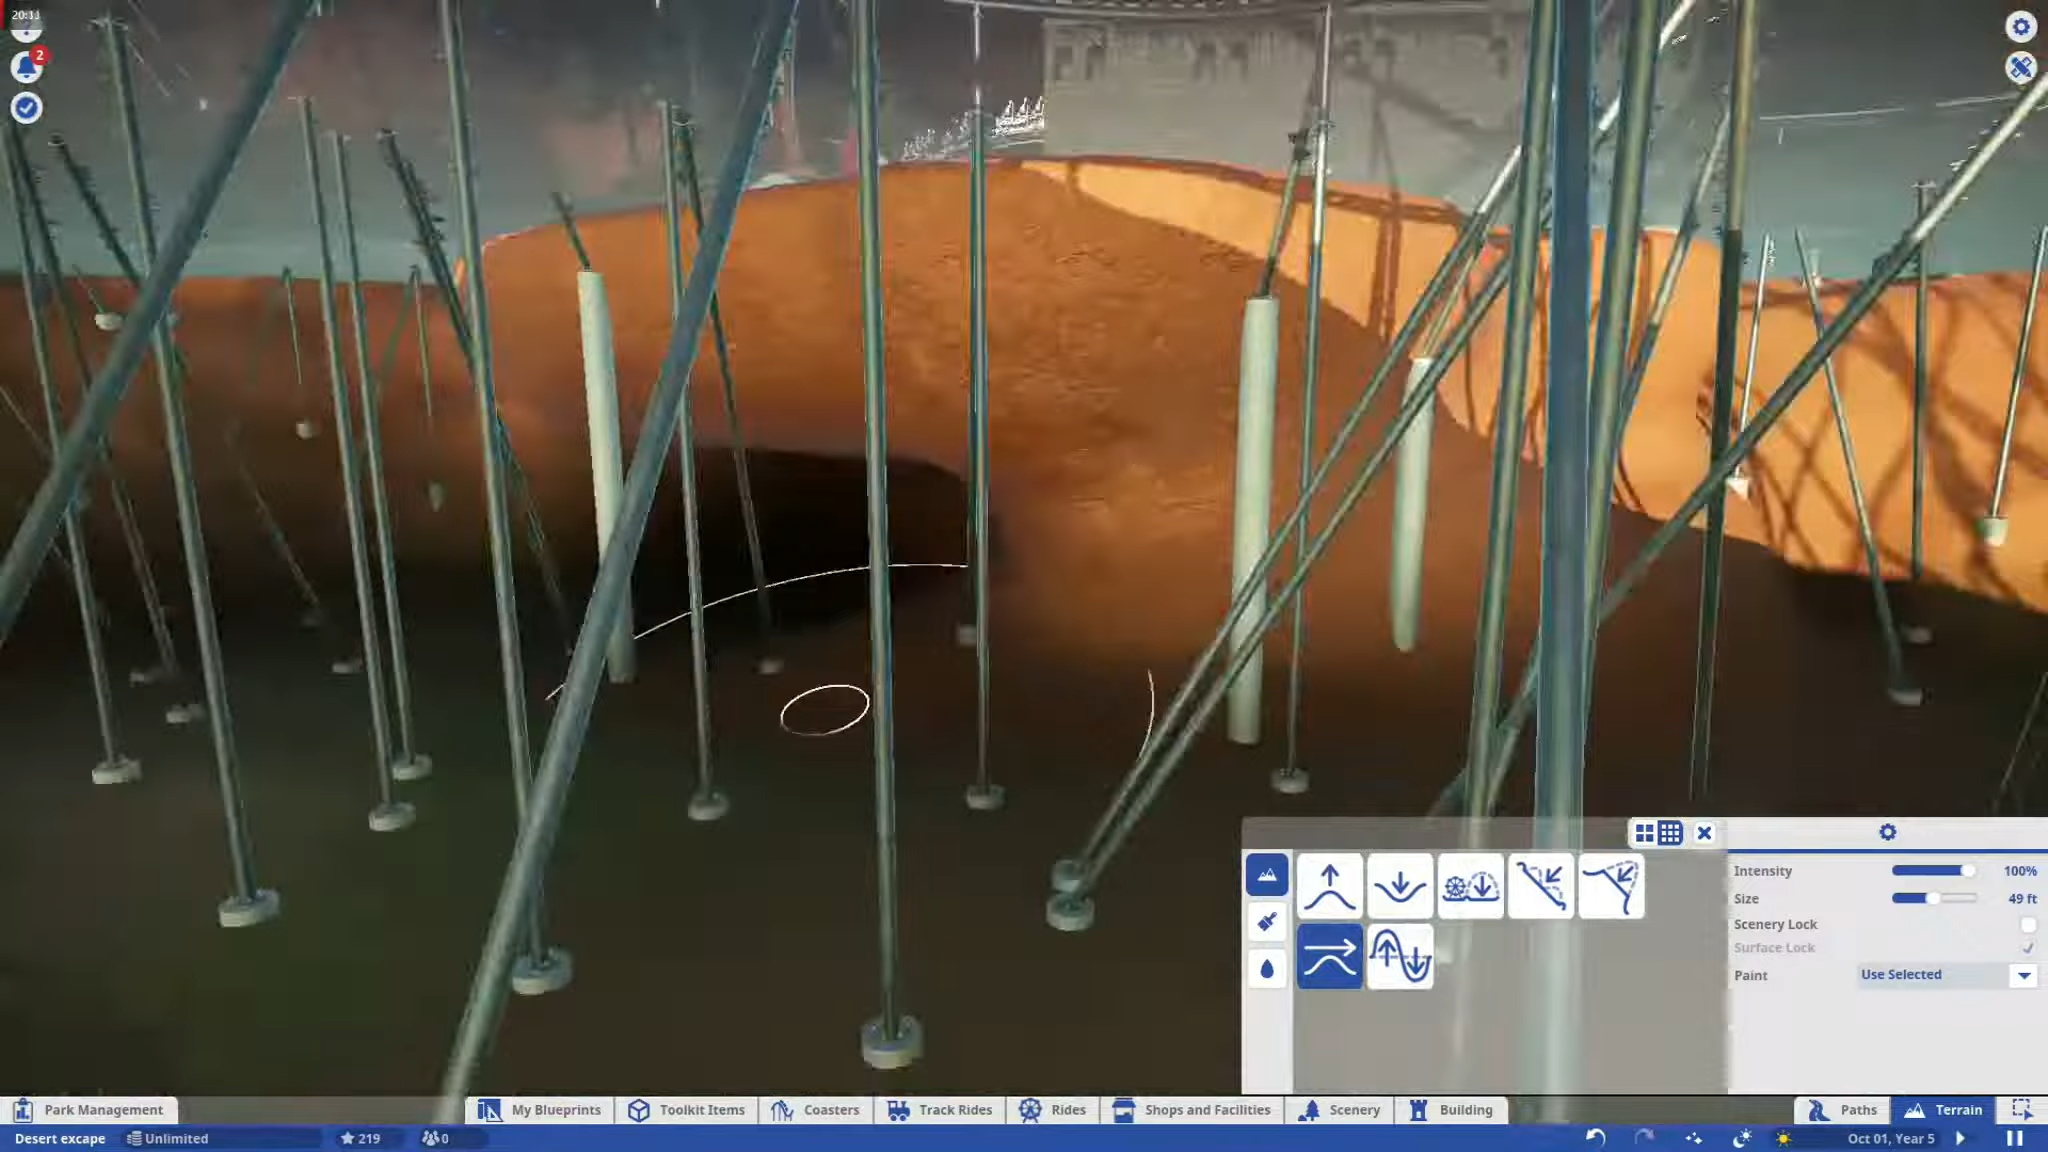 20:11
2
Intensity 100%
Size 49 ft
Scenery Lock
Surface Lock
Paint Use Selected
Park Management My Blueprints Toolkit Items Coasters Track Rides Rides Shops and Facilities Scenery Building Paths Terrain
Desert escape Unlimited 219 0 Oct 01, Year 5